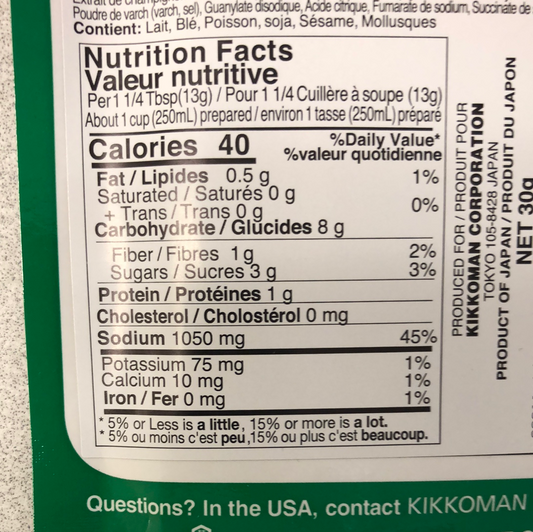 Poudre de varch (varch, sel), Guanylate disodique, Acide citrique, Fumarate de sodium, Succinate de
Contient: Lait, Blé, Poisson, soja, Sésame, Mollusques
Nutrition Facts
Valeur nutritive
Per 1 1/4 Tbsp(13g) / Pour 1 1/4 Cuillère à soupe (13g)
About 1 cup (250mL) prepared / environ 1 tasse (250mL) préparé
Calories 40
%Daily Value*
%valeur quotidienne
Fat / Lipides 0.5 g 1%
Saturated / Saturés 0 g
+ Trans / Trans 0 g 0%
Carbohydrate / Glucides 8 g
Fiber / Fibres 1 g 2%
Sugars / Sucres 3 g 3%
Protein / Protéines 1 g
Cholesterol / Cholostérol 0 mg
Sodium 1050 mg 45%
Potassium 75 mg 1%
Calcium 10 mg 1%
Iron / Fer 0 mg 1%
* 5% or Less is a little, 15% or more is a lot.
* 5% ou moins c'est peu,15% ou plus c'est beaucoup.
PRODUCED FOR / PRODUIT POUR
KIKKOMAN CORPORATION
TOKYO 105-8428 JAPAN
PRODUCT OF JAPAN / PRODUIT DU JAPON
NET 30g
Questions? In the USA, contact KIKKOMAN